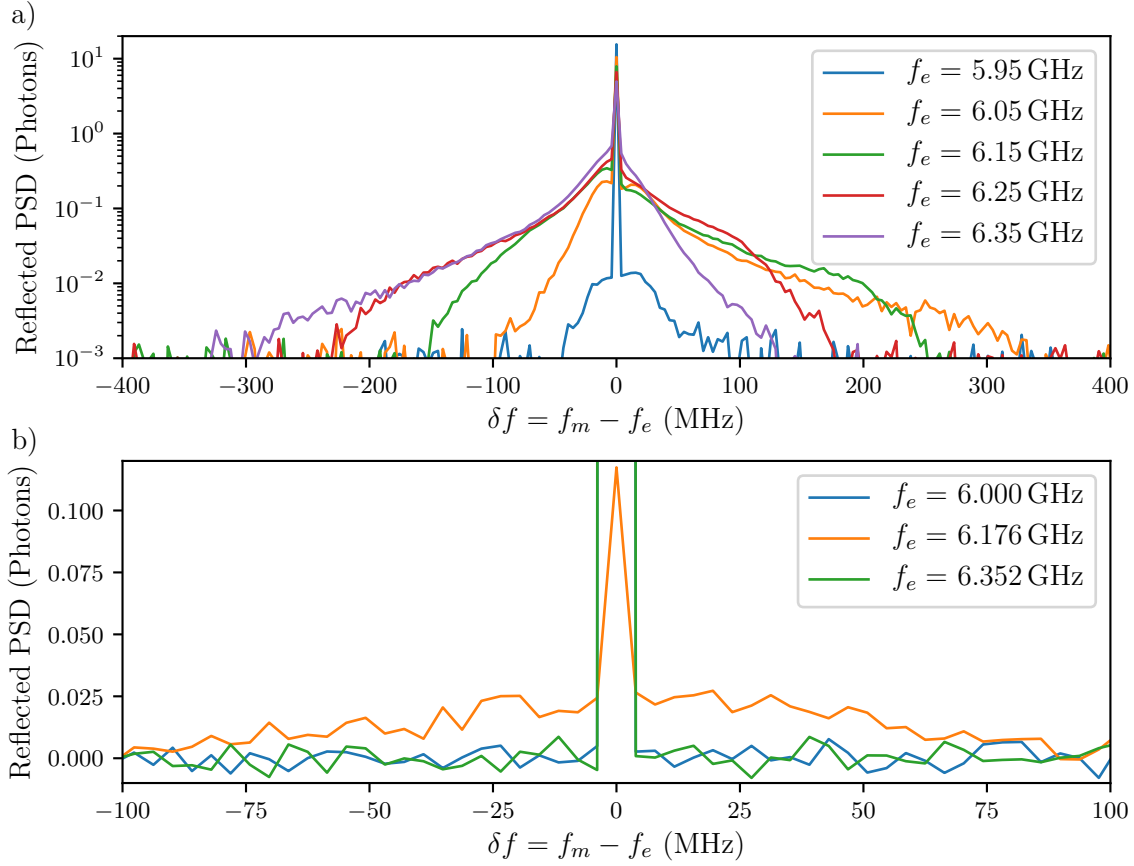 a)
Reflected PSD (Photons)
10¹
10⁰
10⁻¹
10⁻²
10⁻³
f_e = 5.95 GHz
f_e = 6.05 GHz
f_e = 6.15 GHz
f_e = 6.25 GHz
f_e = 6.35 GHz
−400 −300 −200 −100 0 100 200 300 400
δf = f_m − f_e (MHz)
b)
Reflected PSD (Photons)
0.100
0.075
0.050
0.025
0.000
f_e = 6.000 GHz
f_e = 6.176 GHz
f_e = 6.352 GHz
−100 −75 −50 −25 0 25 50 75 100
δf = f_m − f_e (MHz)